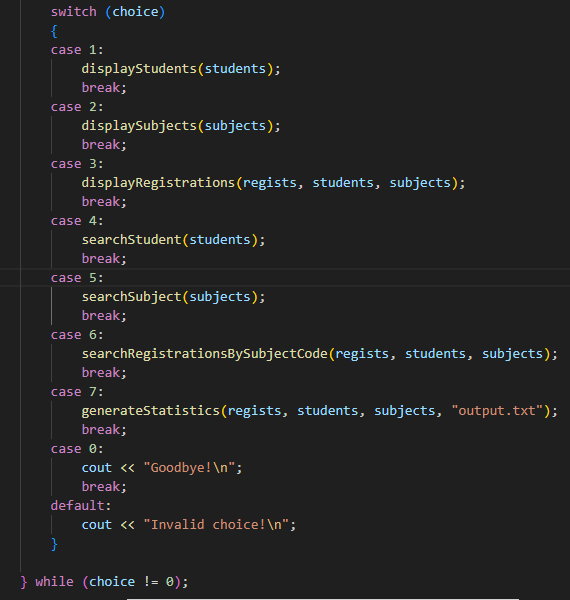 switch (choice)
{
case 1:
displayStudents(students);
break;
case 2:
displaySubjects(subjects);
break;
case 3:
displayRegistrations(regists, students, subjects);
break;
case 4:
searchStudent(students);
break;
case 5:
searchSubject(subjects);
break;
case 6:
searchRegistrationsBySubjectCode(regists, students, subjects);
break;
case 7:
generateStatistics(regists, students, subjects, "output.txt");
break;
case 0:
cout << "Goodbye!\n";
break;
default:
cout << "Invalid choice!\n";
}
} while (choice != 0);